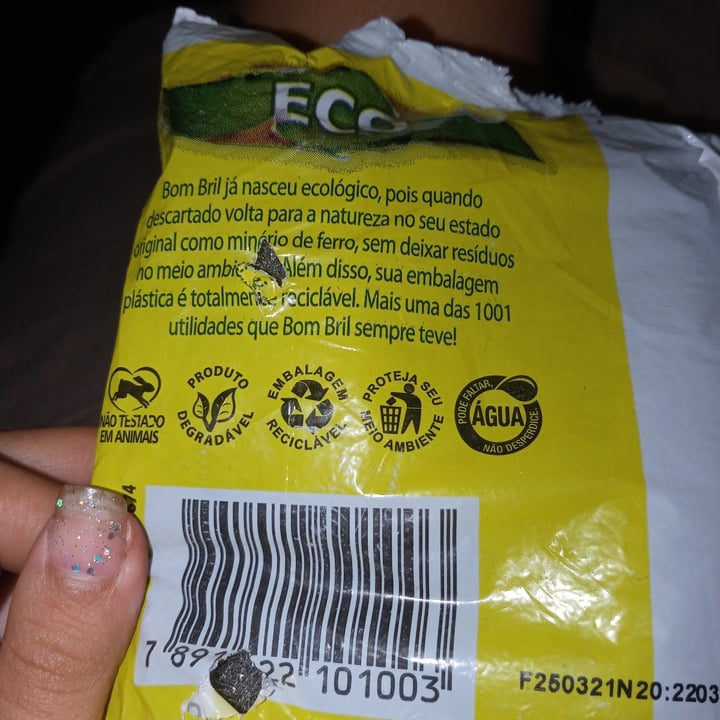 ECO
Bom Bril já nasceu ecológico, pois quando
descartado volta para a natureza no seu estado
original como minério de ferro, sem deixar resíduos
no meio Além disso, sua embalagem
plástica é reciclável. Mais uma das 1001
utilidades que Bom Bril sempre teve!
NÃO TESTADO
EM ANIMAIS
PRODUTO
DEGRADÁVEL
EMBALAGEM
RECICLÁVEL
PROTEJA SEU
MEIO AMBIENTE
PODE FALTAR,
ÁGUA
NÃO DESPERDICE.
7 891 22 101003
F250321N20:2203